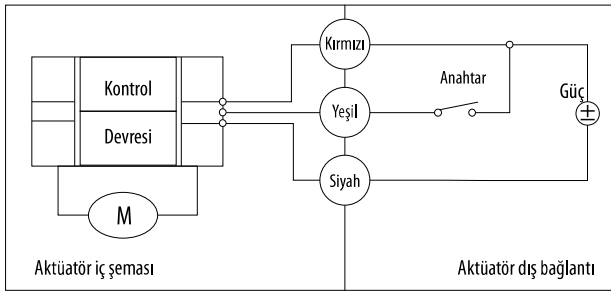 Kırmızı
Anahtar
Kontrol
Güç
Yeşil
Devresi
Siyah
M
Aktüatör iç şeması
Aktüatör dış bağlantı